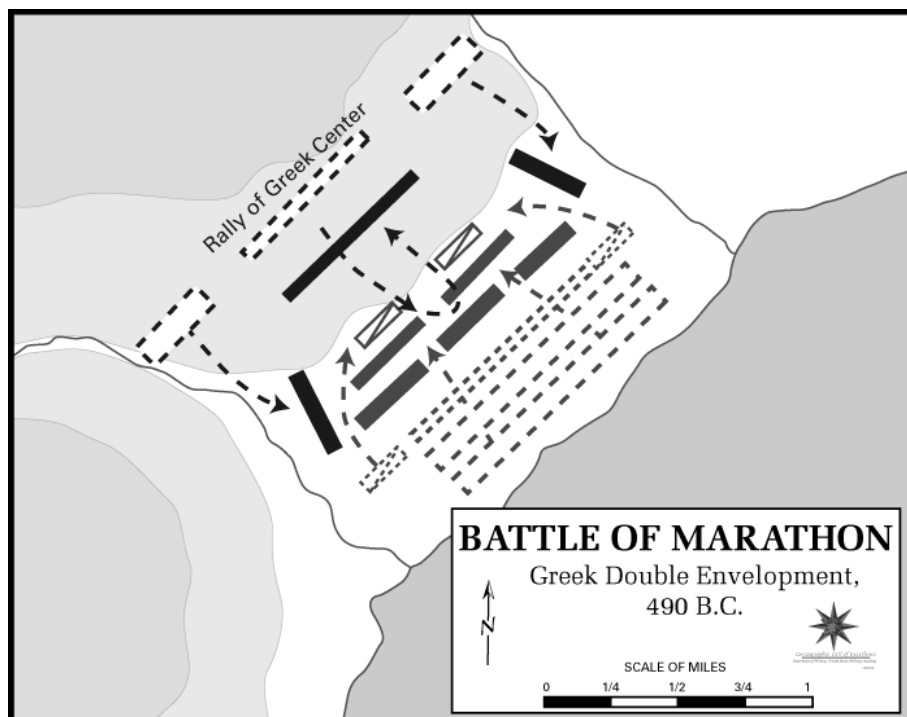 Rally of Greek Center
BATTLE OF MARATHON
Greek Double Envelopment,
490 B.C.
N
SCALE OF MILES
0 1/4 1/2 3/4 1